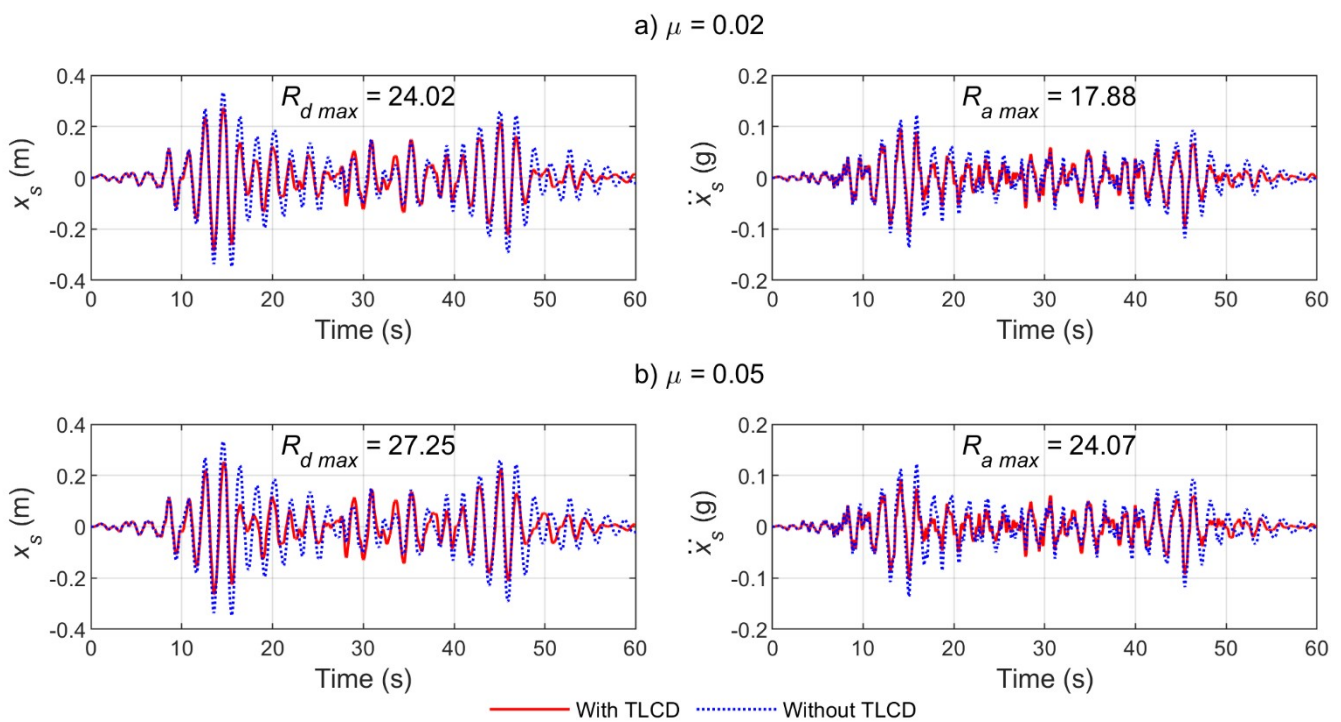 a) μ = 0.02
0.4
0.2
0
-0.2
-0.4
x_s (m)
R_d max = 24.02
0 10 20 30 40 50 60
Time (s)
0.2
0.1
0
-0.1
-0.2
ẍ_s (g)
R_a max = 17.88
0 10 20 30 40 50 60
Time (s)
b) μ = 0.05
0.4
0.2
0
-0.2
-0.4
x_s (m)
R_d max = 27.25
0 10 20 30 40 50 60
Time (s)
0.2
0.1
0
-0.1
-0.2
ẍ_s (g)
R_a max = 24.07
0 10 20 30 40 50 60
Time (s)
With TLCD Without TLCD